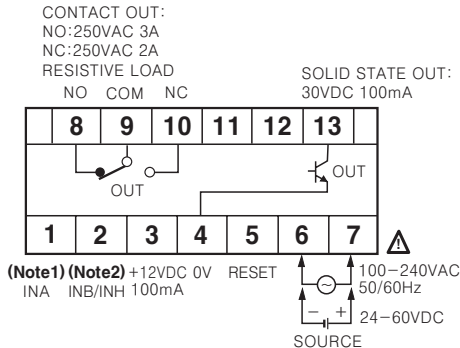 CONTACT OUT:
NO:250VAC 3A
NC:250VAC 2A
RESISTIVE LOAD
SOLID STATE OUT:
30VDC 100mA
NO COM NC
8 9 10 11 12 13
OUT
OUT
1 2 3 4 5 6 7
(Note1) (Note2) +12VDC 0V RESET
INA INB/INH 100mA
100-240VAC
50/60Hz
- +
24-60VDC
SOURCE